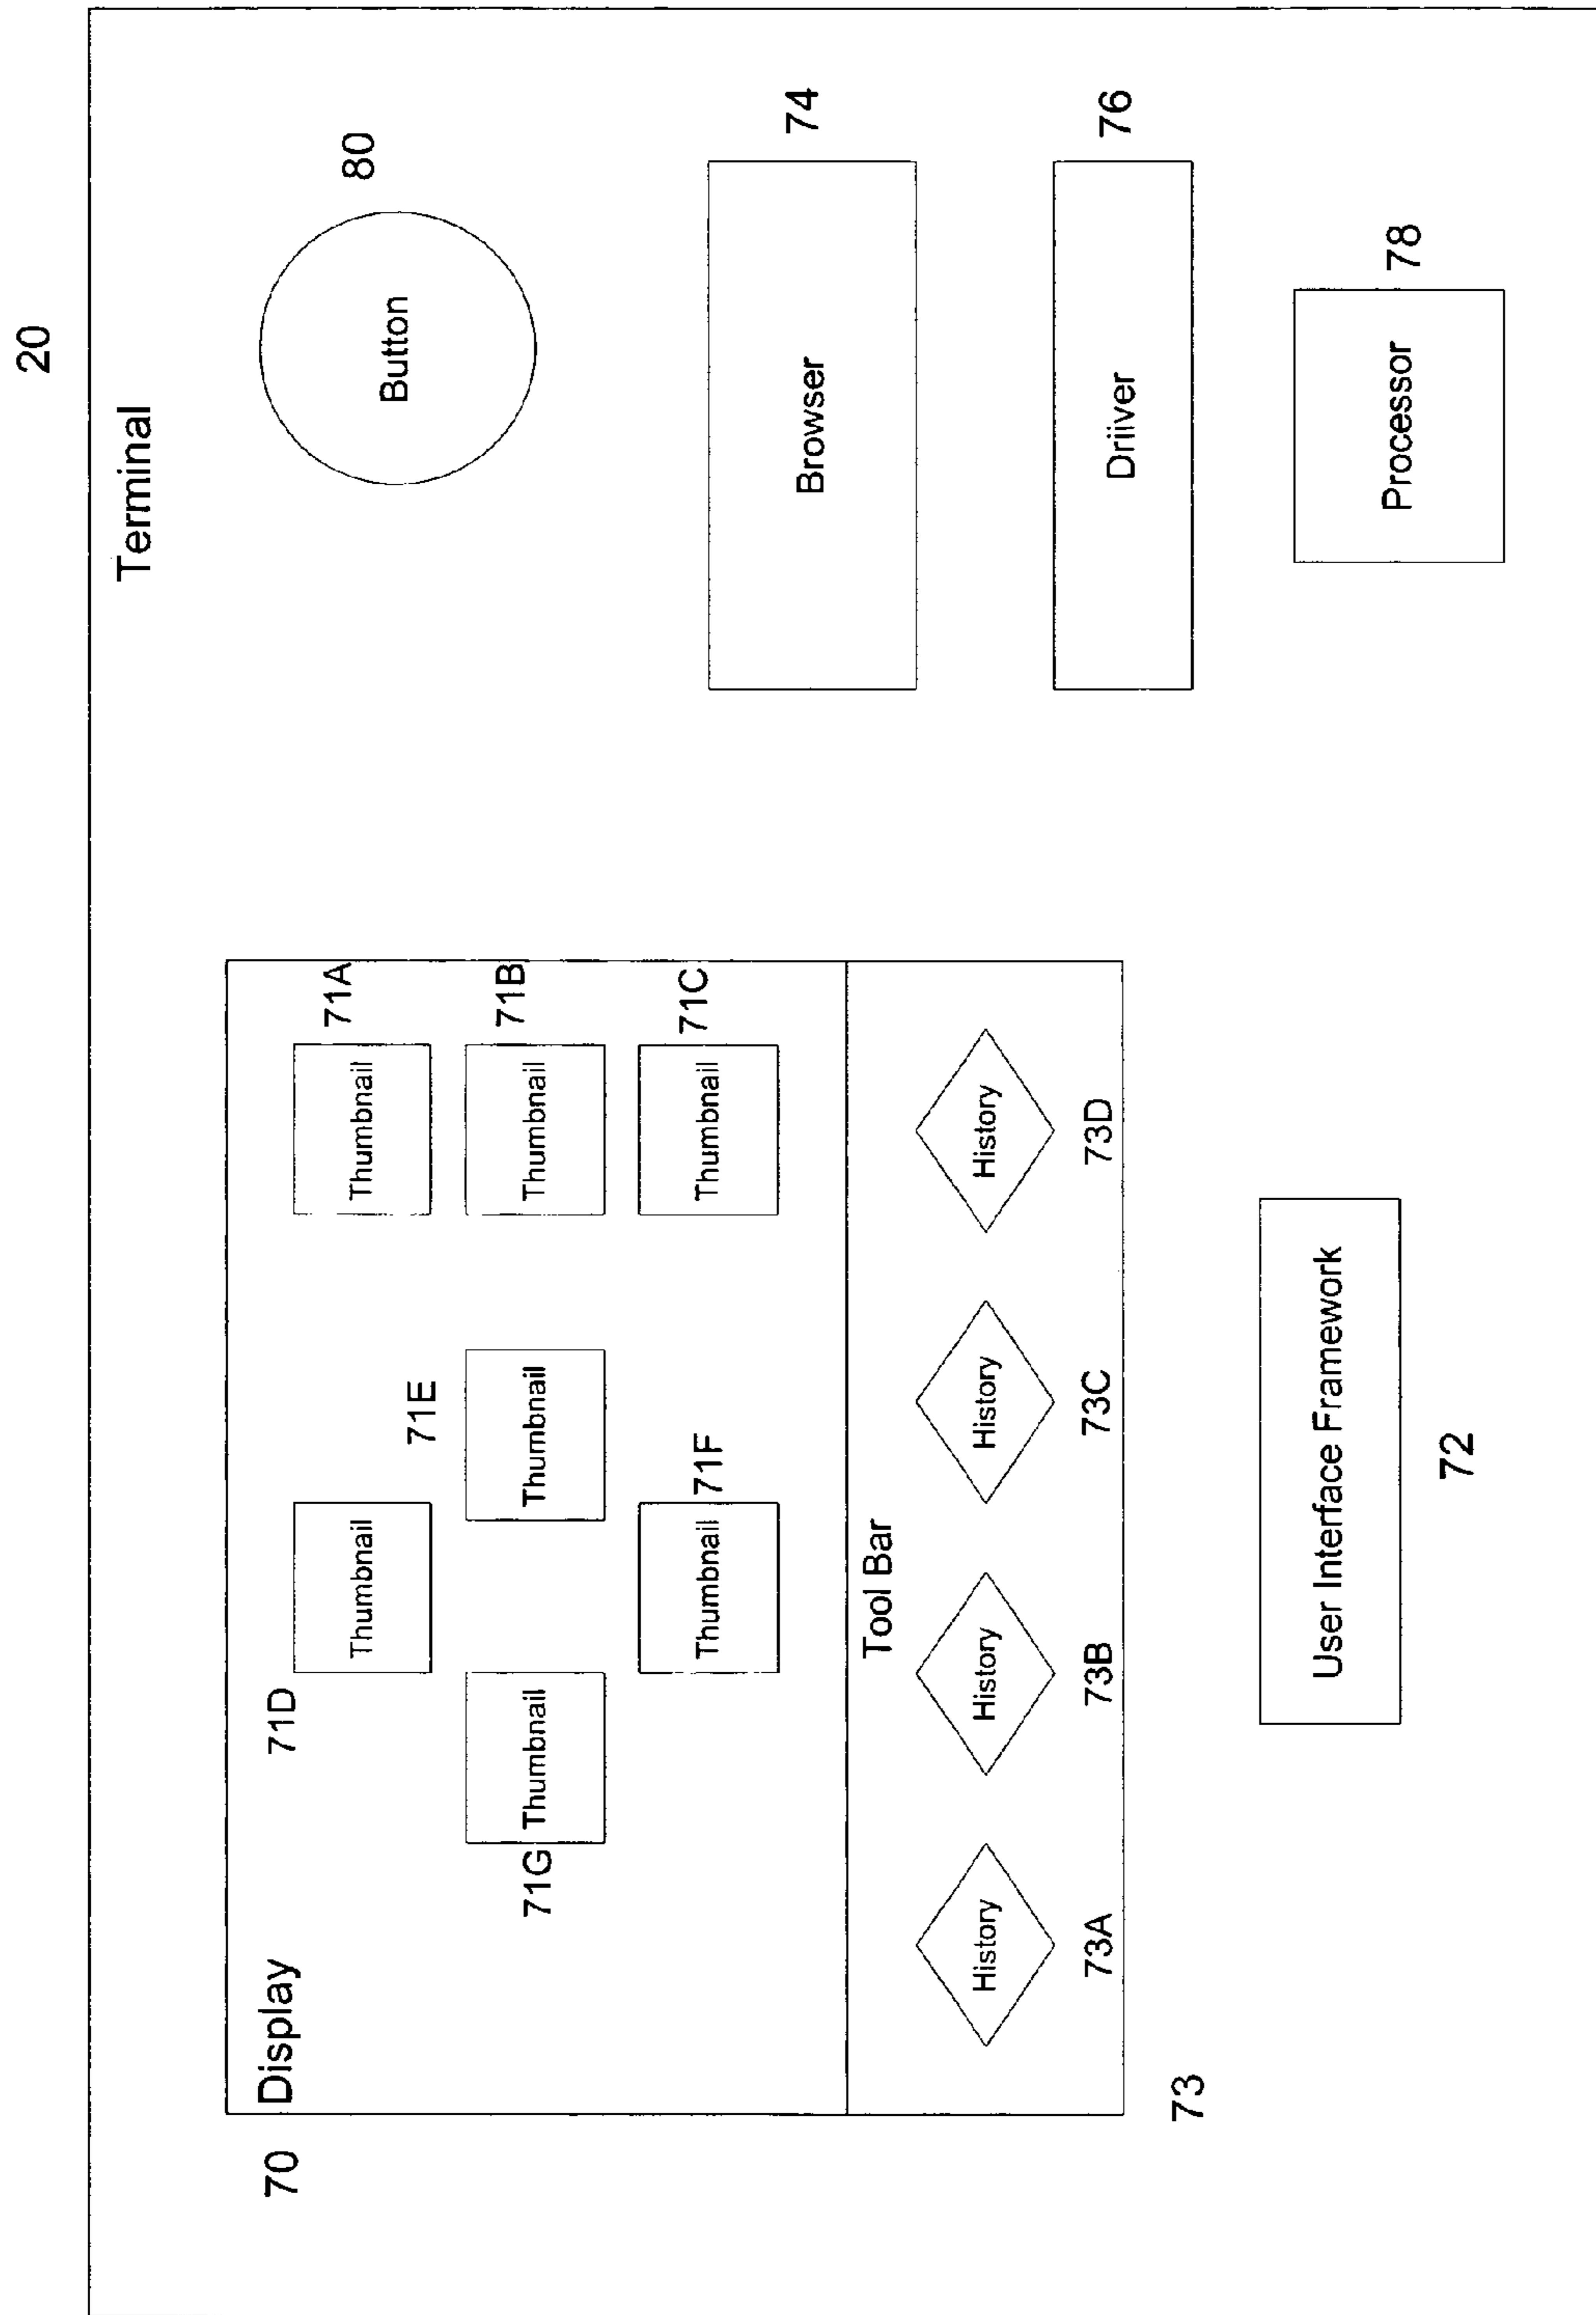 20
Terminal
70
Display
71D
Thumbnail
Thumbnail
71A
71E
71G
Thumbnail
Thumbnail
Thumbnail
71B
Thumbnail
71F
Thumbnail
71C
Tool Bar
History
History
History
History
73A
73B
73C
73D
73
User Interface Framework
72
Button
80
Browser
74
Driiver
76
Processor
78